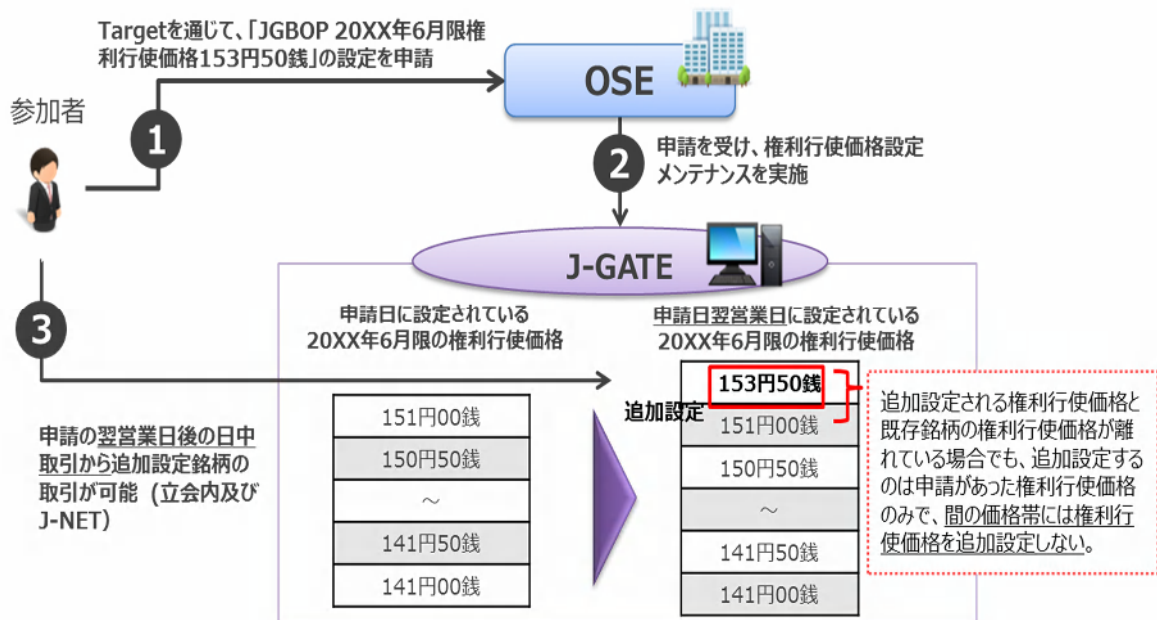 Targetを通じて、「JGBOP 20XX年6月限権
利行使価格153円50銭」の設定を申請
参加者
1
OSE
2
申請を受け、権利行使価格設定
メンテナンスを実施
J-GATE
3
申請日に設定されている
20XX年6月限の権利行使価格
151円00銭
150円50銭
～
141円50銭
141円00銭
申請日翌営業日に設定されている
20XX年6月限の権利行使価格
153円50銭
追加設定
151円00銭
150円50銭
～
141円50銭
141円00銭
申請の翌営業日後の日中
取引から追加設定銘柄の
取引が可能 (立会内及び
J-NET）
追加設定される権利行使価格と
既存銘柄の権利行使価格が離
れている場合でも、追加設定する
のは申請があった権利行使価格
のみで、間の価格帯には権利行
使価格を追加設定しない。